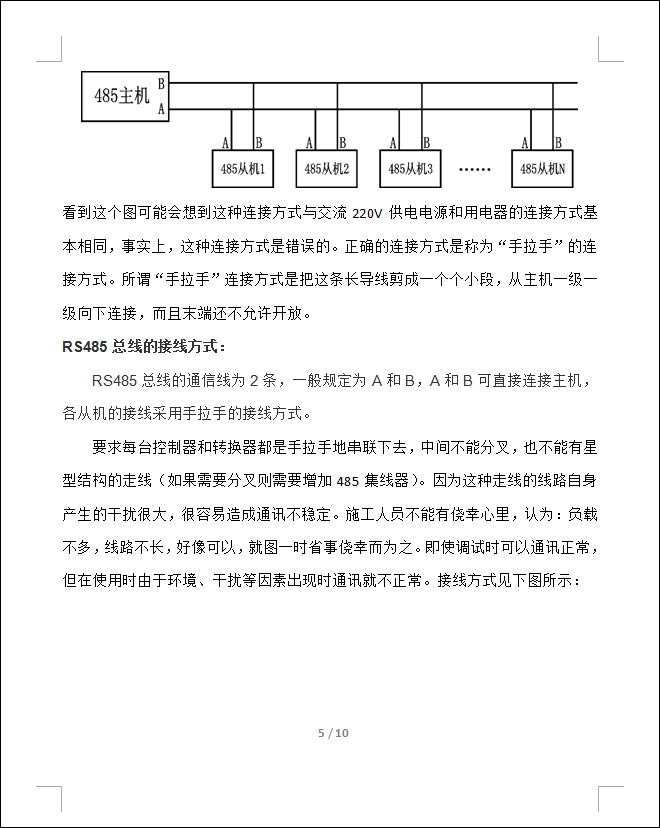 B
485主机
A
A B A B A B A B
485从机1 485从机2 485从机3 …… 485从机N
看到这个图可能会想到这种连接方式与交流 220V 供电电源和用电器的连接方式基
本相同，事实上，这种连接方式是错误的。正确的连接方式是称为“手拉手”的连
接方式。所谓“手拉手”连接方式是把这条长导线剪成一个个小段，从主机一级一
级向下连接，而且末端还不允许开放。
RS485 总线的接线方式：
RS485 总线的通信线为 2 条，一般规定为 A 和 B，A 和 B 可直接连接主机，
各从机的接线采用手拉手的接线方式。
要求每台控制器和转换器都是手拉手地串联下去，中间不能分叉，也不能有星
型结构的走线（如果需要分叉则需要增加 485 集线器）。因为这种走线的线路自身
产生的干扰很大，很容易造成通讯不稳定。施工人员不能有侥幸心里，认为：负载
不多，线路不长，好像可以，就图一时省事侥幸而为之。即使调试时可以通讯正常，
但在使用时由于环境、干扰等因素出现时通讯就不正常。接线方式见下图所示：
5 / 10